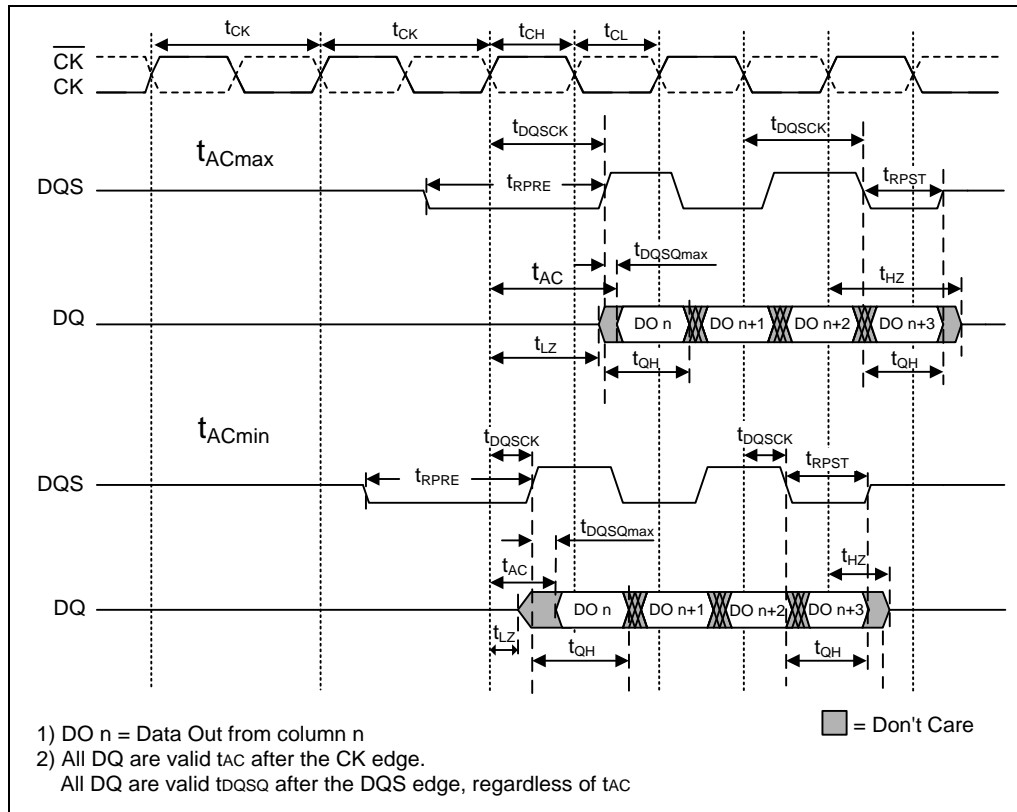 tCK tCK tCH tCL
CK
CK
tDQSCK tDQSCK
tACmax
DQS tRPRE tRPST
tDQSQmax
tAC tHZ
DQ DO n DO n+1 DO n+2 DO n+3
tLZ
tQH tQH
tACmin
tDQSCK tDQSCK
DQS tRPRE tRPST
tDQSQmax
tAC tHZ
DQ DO n DO n+1 DO n+2 DO n+3
tLZ
tQH tQH
1) DO n = Data Out from column n
= Don't Care
2) All DQ are valid tAC after the CK edge.
All DQ are valid tDQSQ after the DQS edge, regardless of tAC